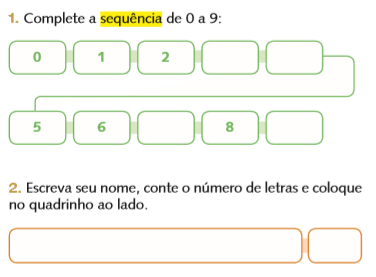 1. Complete a sequência de 0 a 9:
0 1 2
5 6 8
2. Escreva seu nome, conte o número de letras e coloque
no quadrinho ao lado.